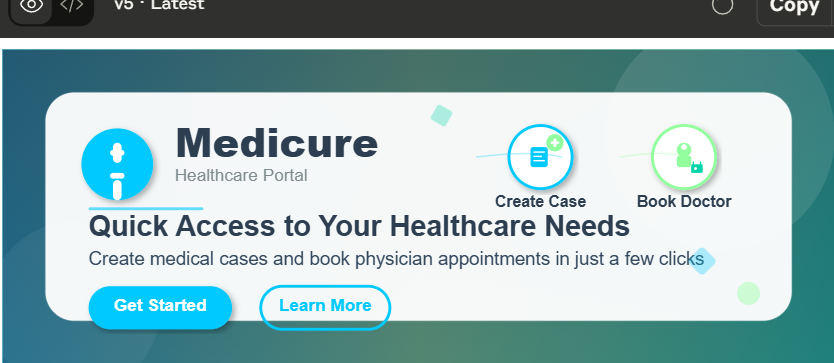 v5 · Latest
Copy
Medicure
Healthcare Portal
Create Case
Book Doctor
Quick Access to Your Healthcare Needs
Create medical cases and book physician appointments in just a few clicks
Get Started
Learn More